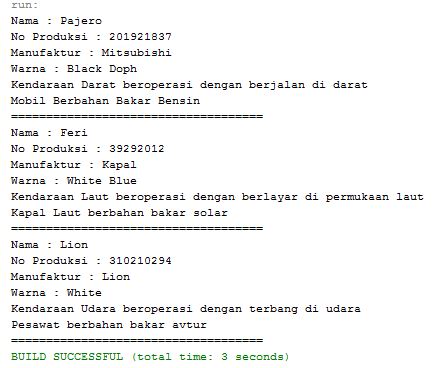 run:
Nama : Pajero
No Produksi : 201921837
Manufaktur : Mitsubishi
Warna : Black Doph
Kendaraan Darat beroperasi dengan berjalan di darat
Mobil Berbahan Bakar Bensin
====================================
Nama : Feri
No Produksi : 39292012
Manufaktur : Kapal
Warna : White Blue
Kendaraan Laut beroperasi dengan berlayar di permukaan laut
Kapal Laut berbahan bakar solar
====================================
Nama : Lion
No Produksi : 310210294
Manufaktur : Lion
Warna : White
Kendaraan Udara beroperasi dengan terbang di udara
Pesawat berbahan bakar avtur
====================================
BUILD SUCCESSFUL (total time: 3 seconds)